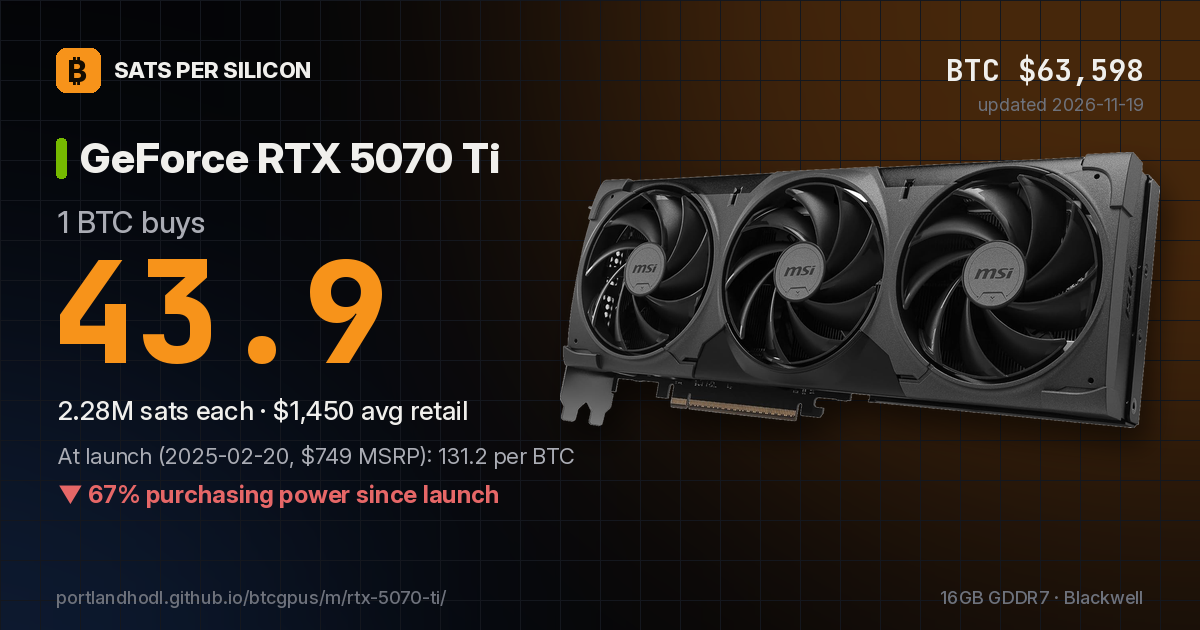 SATS PER SILICON
BTC $63,598
updated 2026-11-19
GeForce RTX 5070 Ti
1 BTC buys
43.9
2.28M sats each · $1,450 avg retail
At launch (2025-02-20, $749 MSRP): 131.2 per BTC
▼ 67% purchasing power since launch
msi
msi
msi
portlandhodl.github.io/btcgpus/m/rtx-5070-ti/
16GB GDDR7 · Blackwell